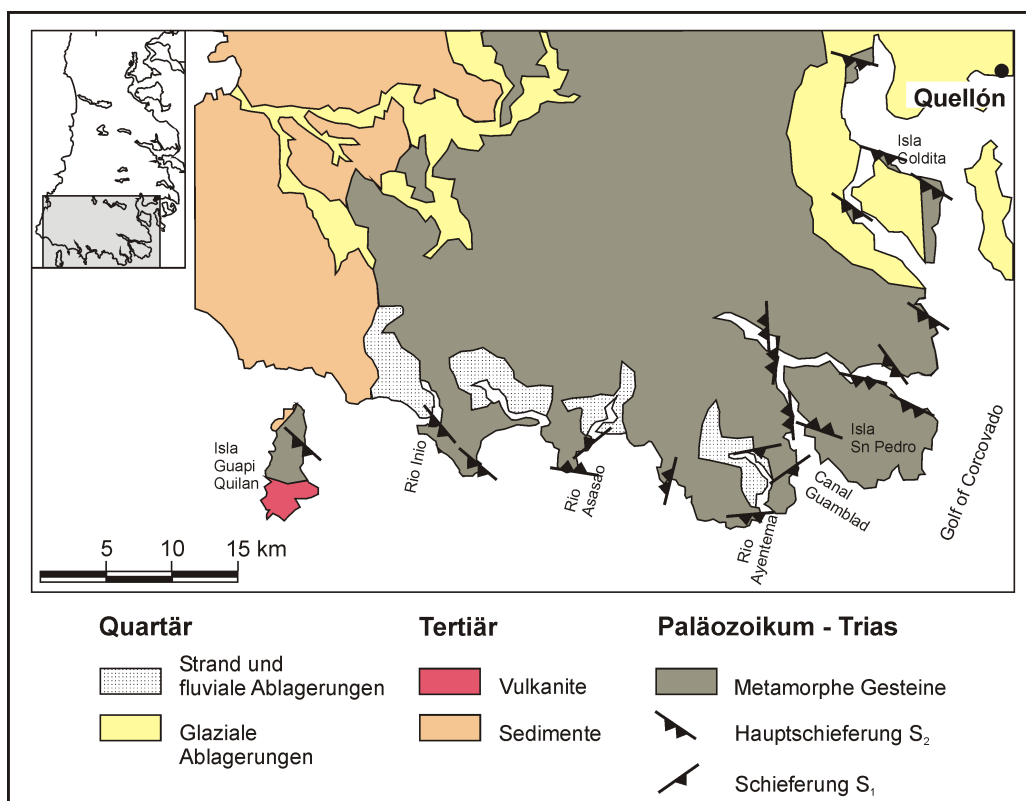 Quellón
Isla
Coldita
Isla
Guapi
Quilan
Rio Inio
Rio
Asasao
Rio
Ayentema
Canal
Guamblad
Isla
Sn Pedro
Golf of Corcovado
5 10 15 km
Quartär
Strand und
fluviale Ablagerungen
Glaziale
Ablagerungen
Tertiär
Vulkanite
Sedimente
Paläozoikum - Trias
Metamorphe Gesteine
Hauptschieferung S₂
Schieferung S₁